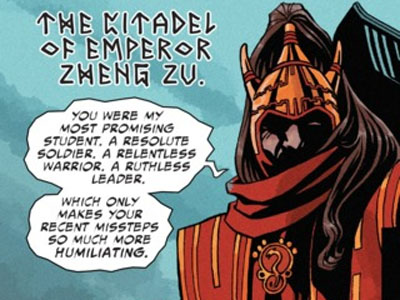 THE CITADEL
OF EMPEROR
ZHENG ZU.
YOU WERE MY
MOST PROMISING
STUDENT. A RESOLUTE
SOLDIER. A RELENTLESS
WARRIOR. A RUTHLESS
LEADER.
WHICH ONLY
MAKES YOUR
RECENT MISSTEPS
SO MUCH MORE
HUMILIATING.